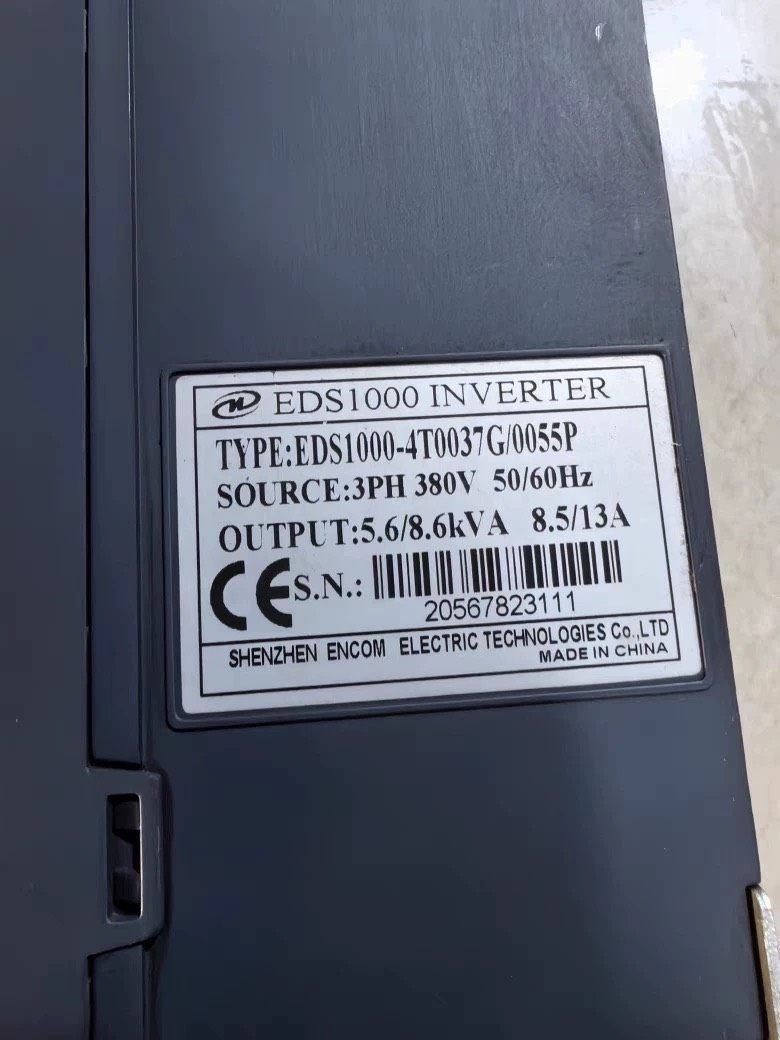 EDS1000 INVERTER
TYPE:EDS1000-4T0037G/0055P
SOURCE:3PH 380V 50/60Hz
OUTPUT:5.6/8.6kVA 8.5/13A
CE S.N.:
20567823111
SHENZHEN ENCOM ELECTRIC TECHNOLOGIES Co.,LTD
MADE IN CHINA